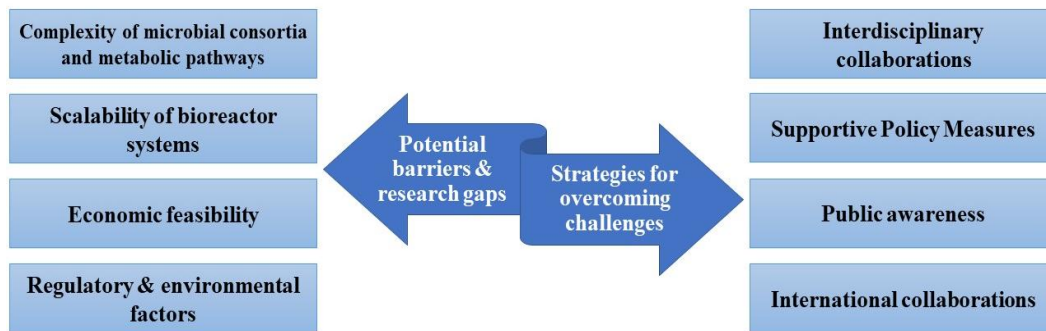 Complexity of microbial consortia
and metabolic pathways
Scalability of bioreactor
systems
Economic feasibility
Regulatory & environmental
factors
Potential
barriers &
research gaps
Strategies for
overcoming
challenges
Interdisciplinary
collaborations
Supportive Policy Measures
Public awareness
International collaborations